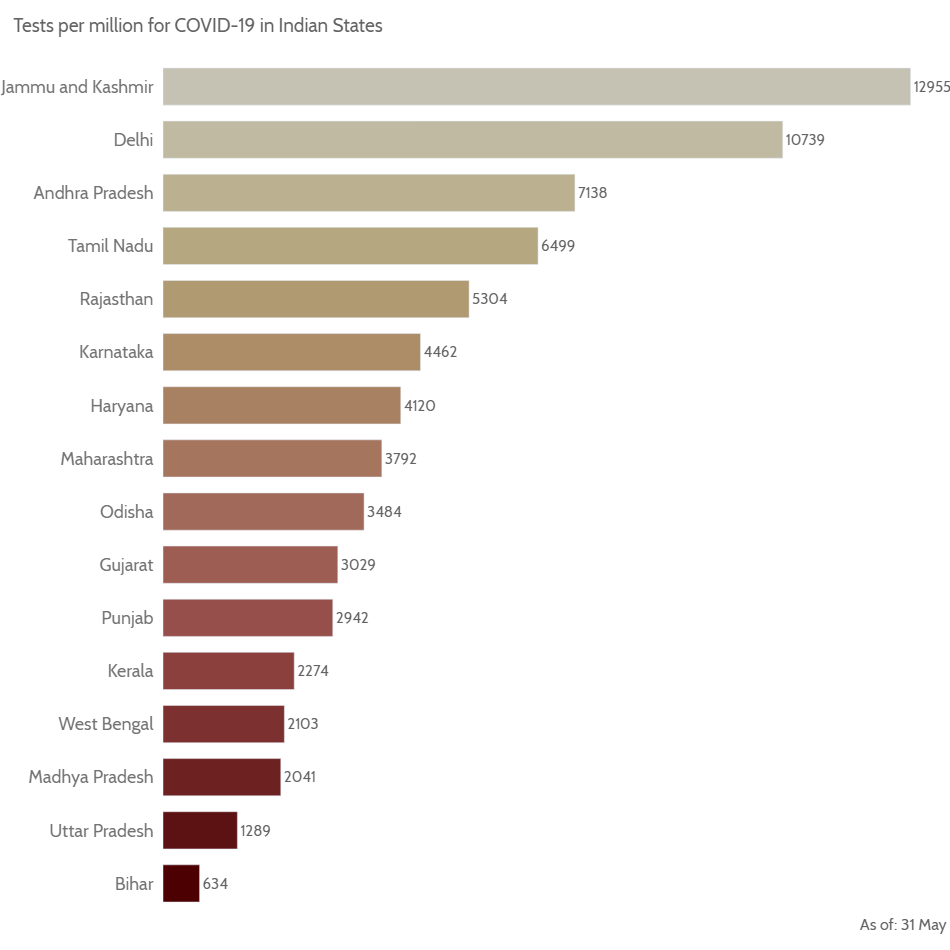 Tests per million for COVID-19 in Indian States
Jammu and Kashmir 12955
Delhi 10739
Andhra Pradesh 7138
Tamil Nadu 6499
Rajasthan 5304
Karnataka 4462
Haryana 4120
Maharashtra 3792
Odisha 3484
Gujarat 3029
Punjab 2942
Kerala 2274
West Bengal 2103
Madhya Pradesh 2041
Uttar Pradesh 1289
Bihar 634
As of: 31 May